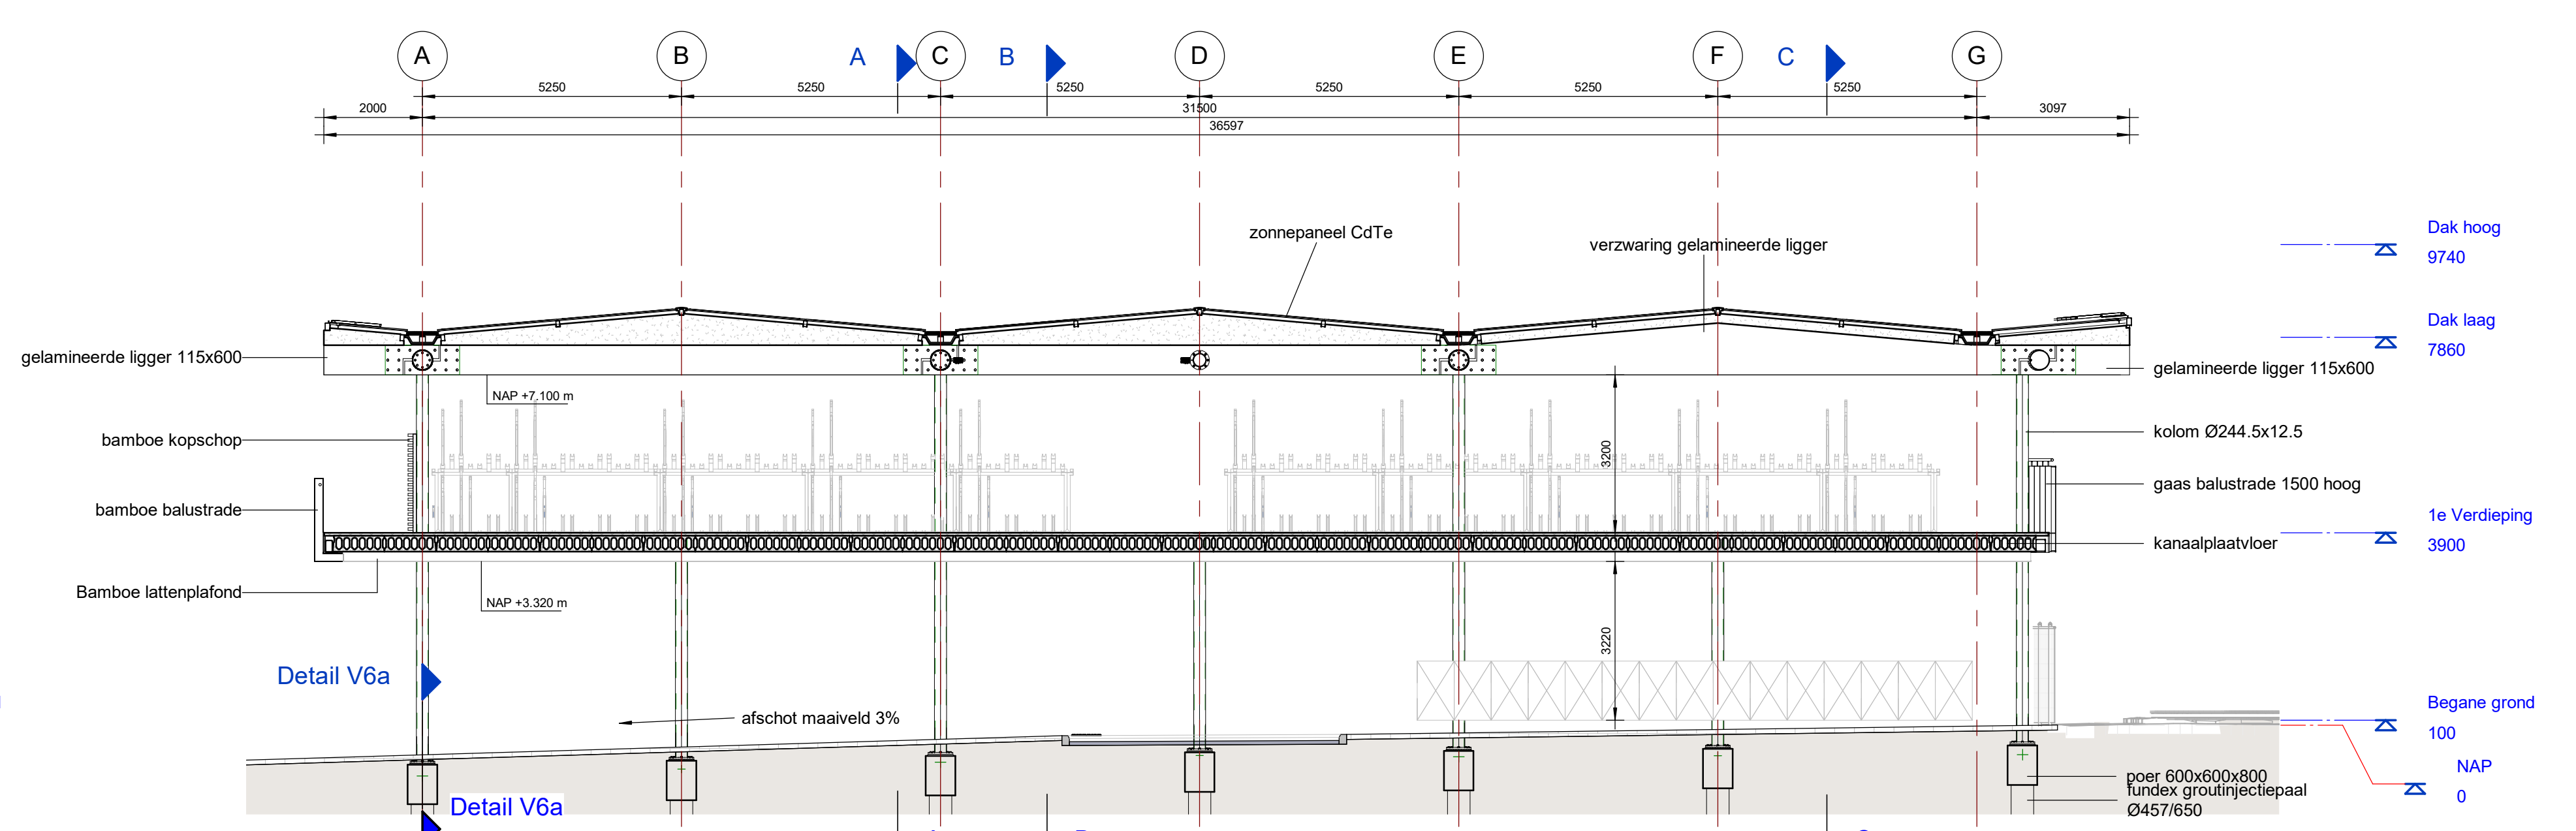 A B A C B D E F C G
5250 5250 5250 5250 5250 5250
2000 31500 3097
36597
zonnepaneel CdTe
verzwaring gelamineerde ligger
Dak hoog
9740
Dak laag
7860
gelamineerde ligger 115x600
gelamineerde ligger 115x600
NAP +7.100 m
bamboe kopschop
kolom Ø244.5x12.5
3200
gaas balustrade 1500 hoog
bamboe balustrade
1e Verdieping
3900
kanaalplaatvloer
Bamboe lattenplafond
NAP +3.320 m
3220
Detail V6a
afschot maaiveld 3%
Begane grond
100
NAP
0
poer 600x600x800
fundex groutinjectiepaal
Ø457/650
Detail V6a